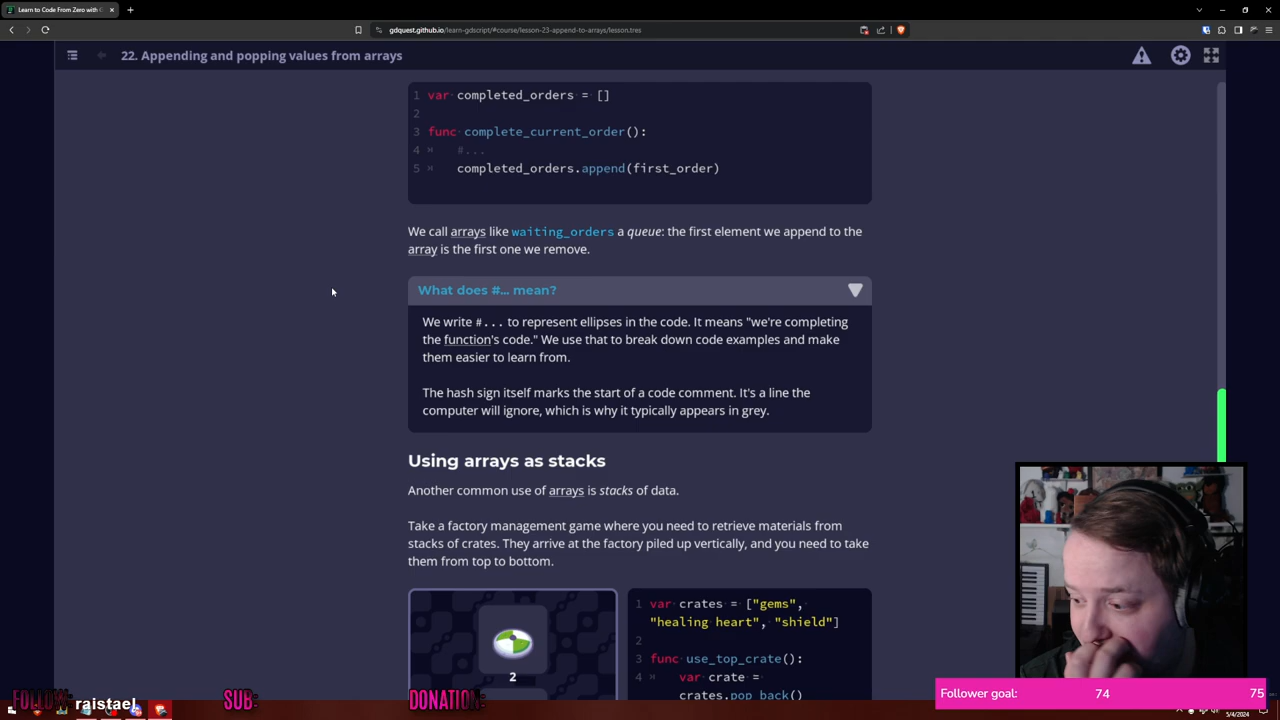 Learn to Code From Zero with
gdquest.github.io/learn-gdscript/#course/lesson-23-append-to-arrays/lesson.tres
22. Appending and popping values from arrays
1 var completed_orders = []
2
3 func complete_current_order():
4 #...
5 completed_orders.append(first_order)
We call arrays like waiting_orders a queue: the first element we append to the
array is the first one we remove.
What does #... mean?
We write #... to represent ellipses in the code. It means "we're completing
the function's code." We use that to break down code examples and make
them easier to learn from.
The hash sign itself marks the start of a code comment. It's a line the
computer will ignore, which is why it typically appears in grey.
Using arrays as stacks
Another common use of arrays is stacks of data.
Take a factory management game where you need to retrieve materials from
stacks of crates. They arrive at the factory piled up vertically, and you need to take
them from top to bottom.
2
1 var crates = ["gems",
"healing heart", "shield"]
2
3 func use_top_crate():
4 var crate =
crates.pop_back()
FOLLOW: raistael
SUB:
DONATION:
Follower goal: 74 75
5/4/2024